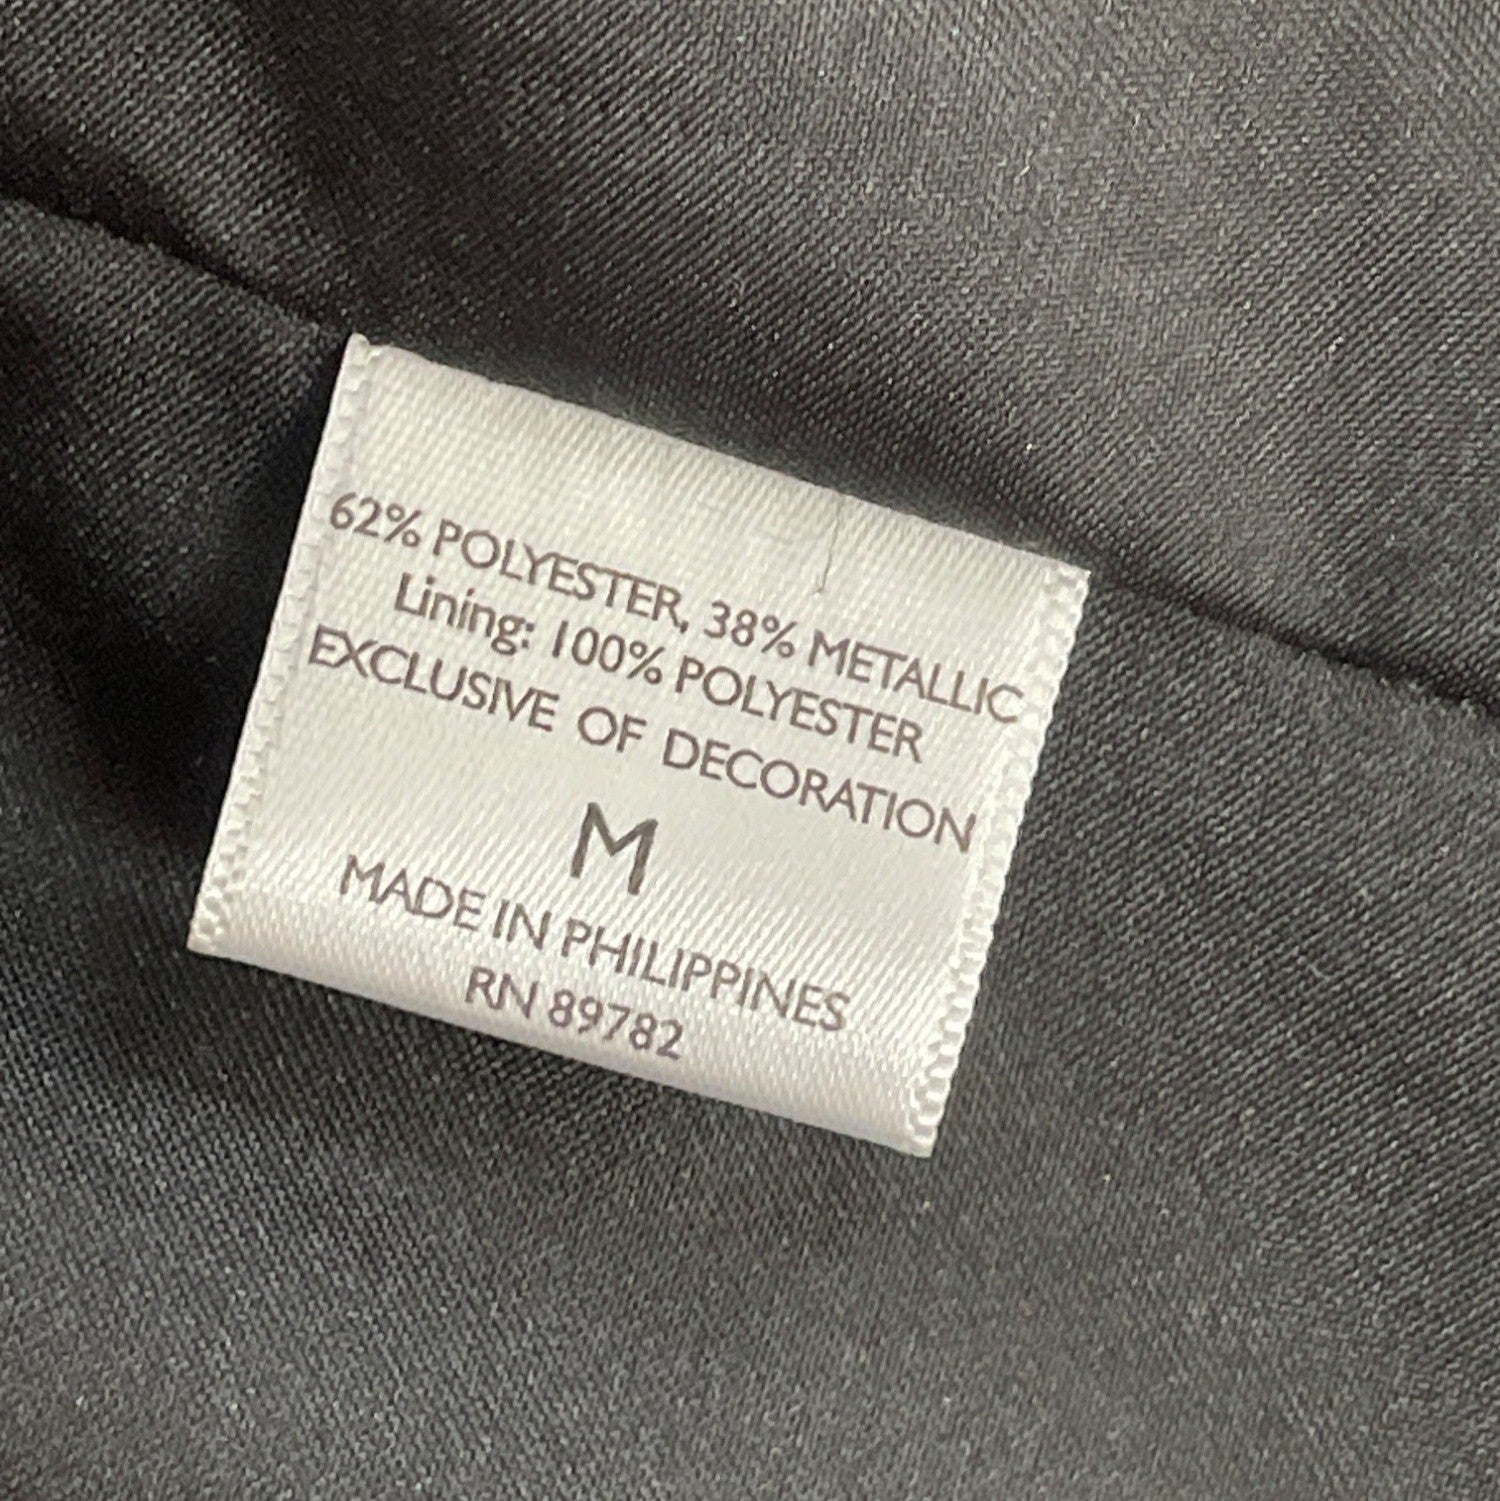 62% POLYESTER, 38% METALLIC
Lining: 100% POLYESTER
EXCLUSIVE OF DECORATION
M
MADE IN PHILIPPINES
RN 89782